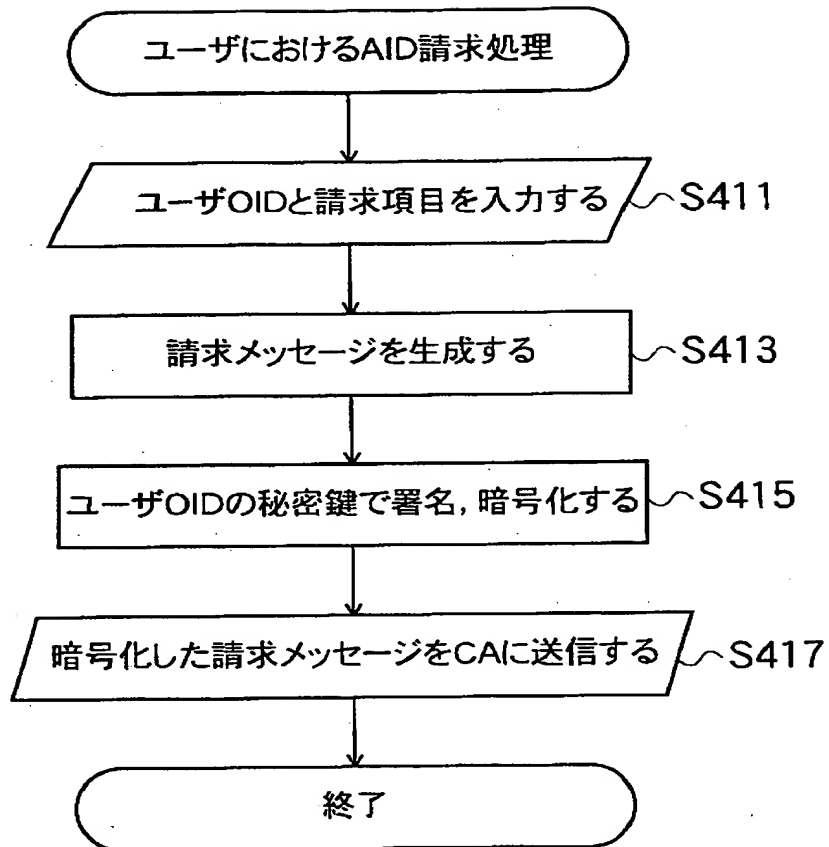 ユーザにおけるAID請求処理
ユーザOIDと請求項目を入力する
S411
請求メッセージを生成する
S413
ユーザOIDの秘密鍵で署名,暗号化する
S415
暗号化した請求メッセージをCAに送信する
S417
終了